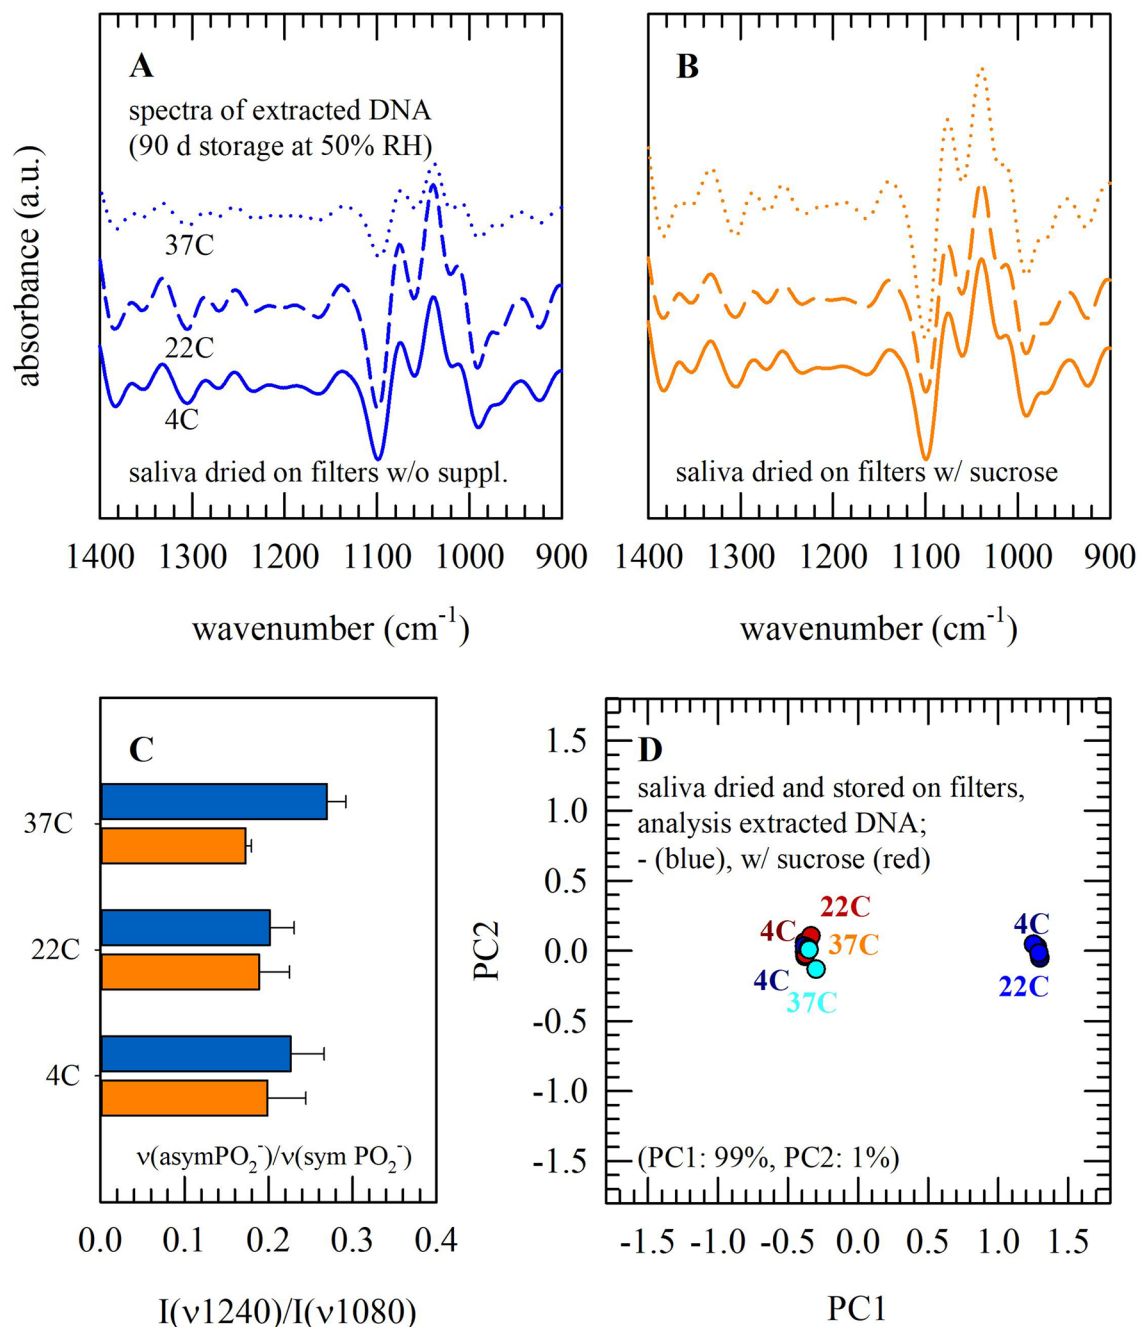 A
spectra of extracted DNA
(90 d storage at 50% RH)
37C
22C
4C
saliva dried on filters w/o suppl.
absorbance (a.u.)
1400 1300 1200 1100 1000 900
wavenumber (cm⁻¹)
B
saliva dried on filters w/ sucrose
1400 1300 1200 1100 1000 900
wavenumber (cm⁻¹)
C
37C
22C
4C
ν(asymPO₂⁻)/ν(sym PO₂⁻)
0.0 0.1 0.2 0.3 0.4
I(ν1240)/I(ν1080)
D
saliva dried and stored on filters,
analysis extracted DNA;
- (blue), w/ sucrose (red)
1.5
1.0
0.5
0.0
-0.5
-1.0
-1.5
PC2
22C
4C
37C
4C
37C
4C
22C
(PC1: 99%, PC2: 1%)
-1.5 -1.0 -0.5 0.0 0.5 1.0 1.5
PC1